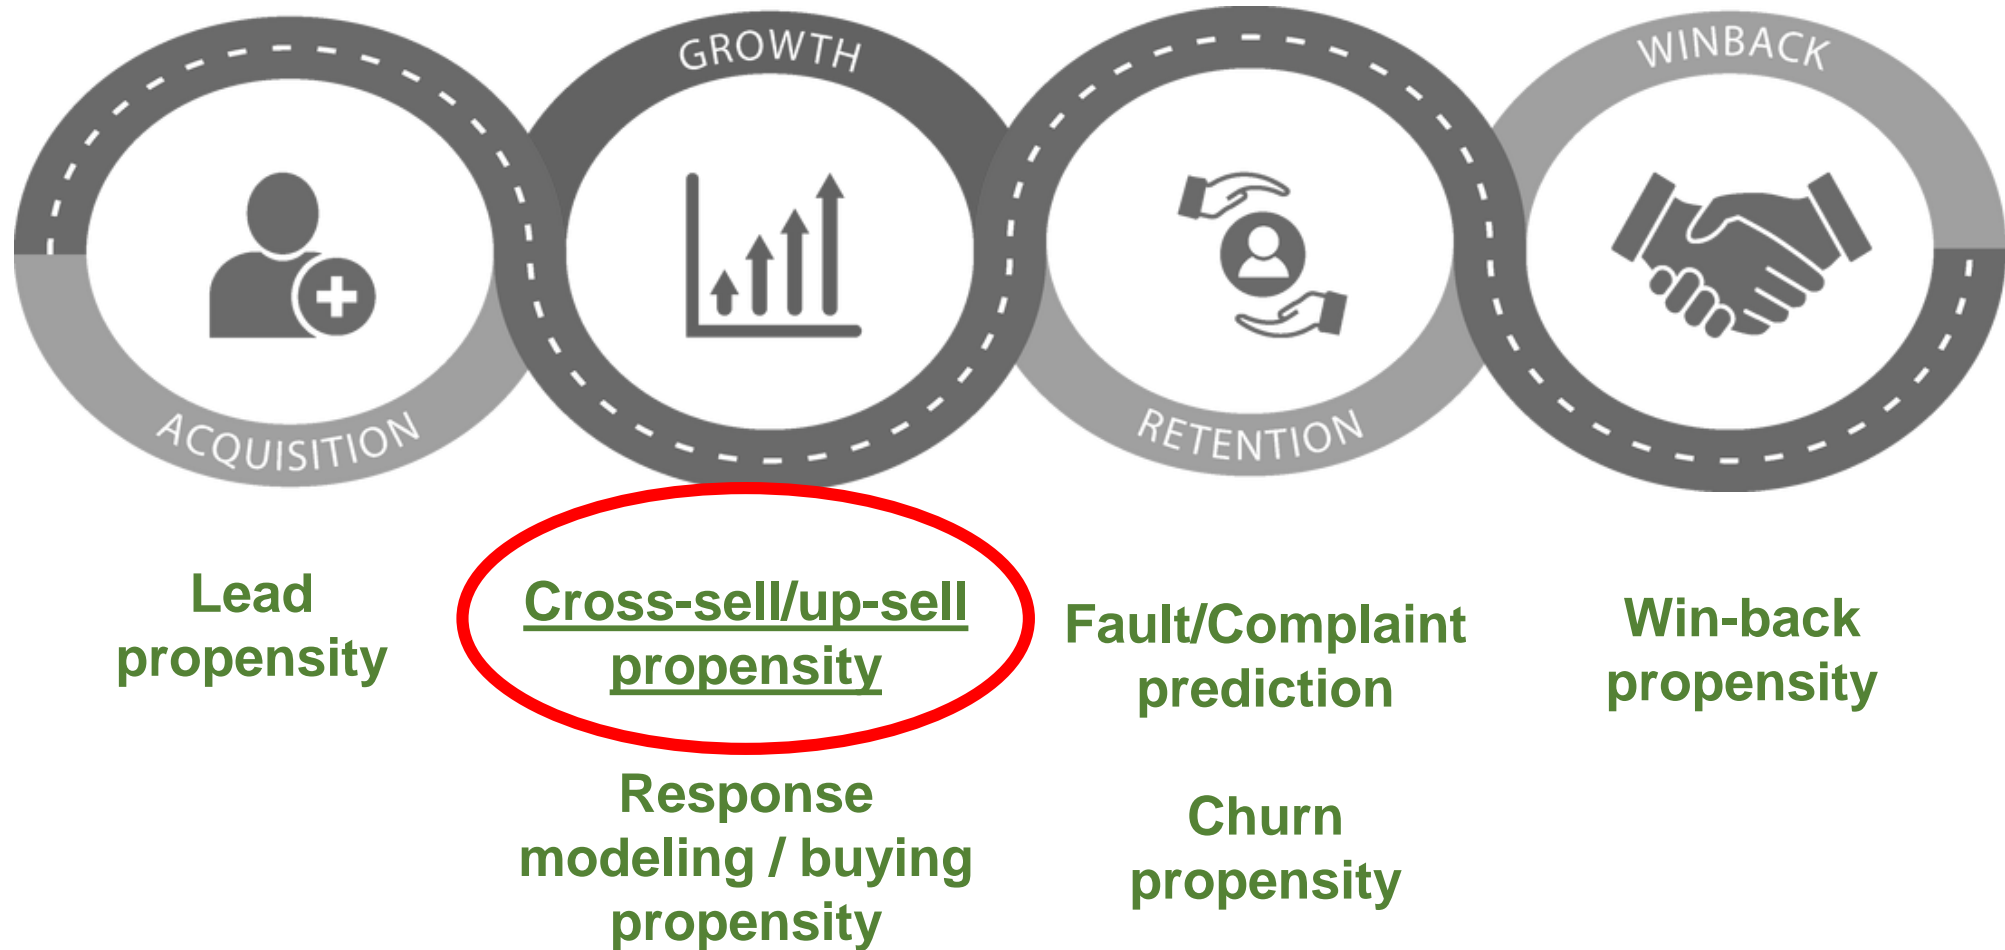 ACQUISITION
GROWTH
RETENTION
WINBACK
Lead
propensity
Cross-sell/up-sell
propensity
Response
modeling / buying
propensity
Fault/Complaint
prediction
Churn
propensity
Win-back
propensity